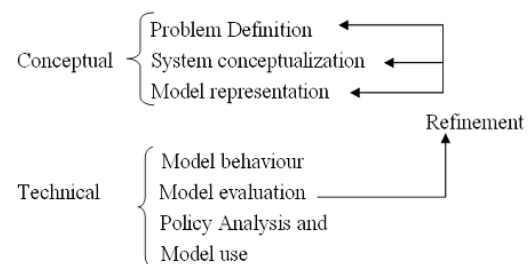 Problem Definition
Conceptual
System conceptualization
Model representation
Refinement
Model behaviour
Technical
Model evaluation
Policy Analysis and
Model use